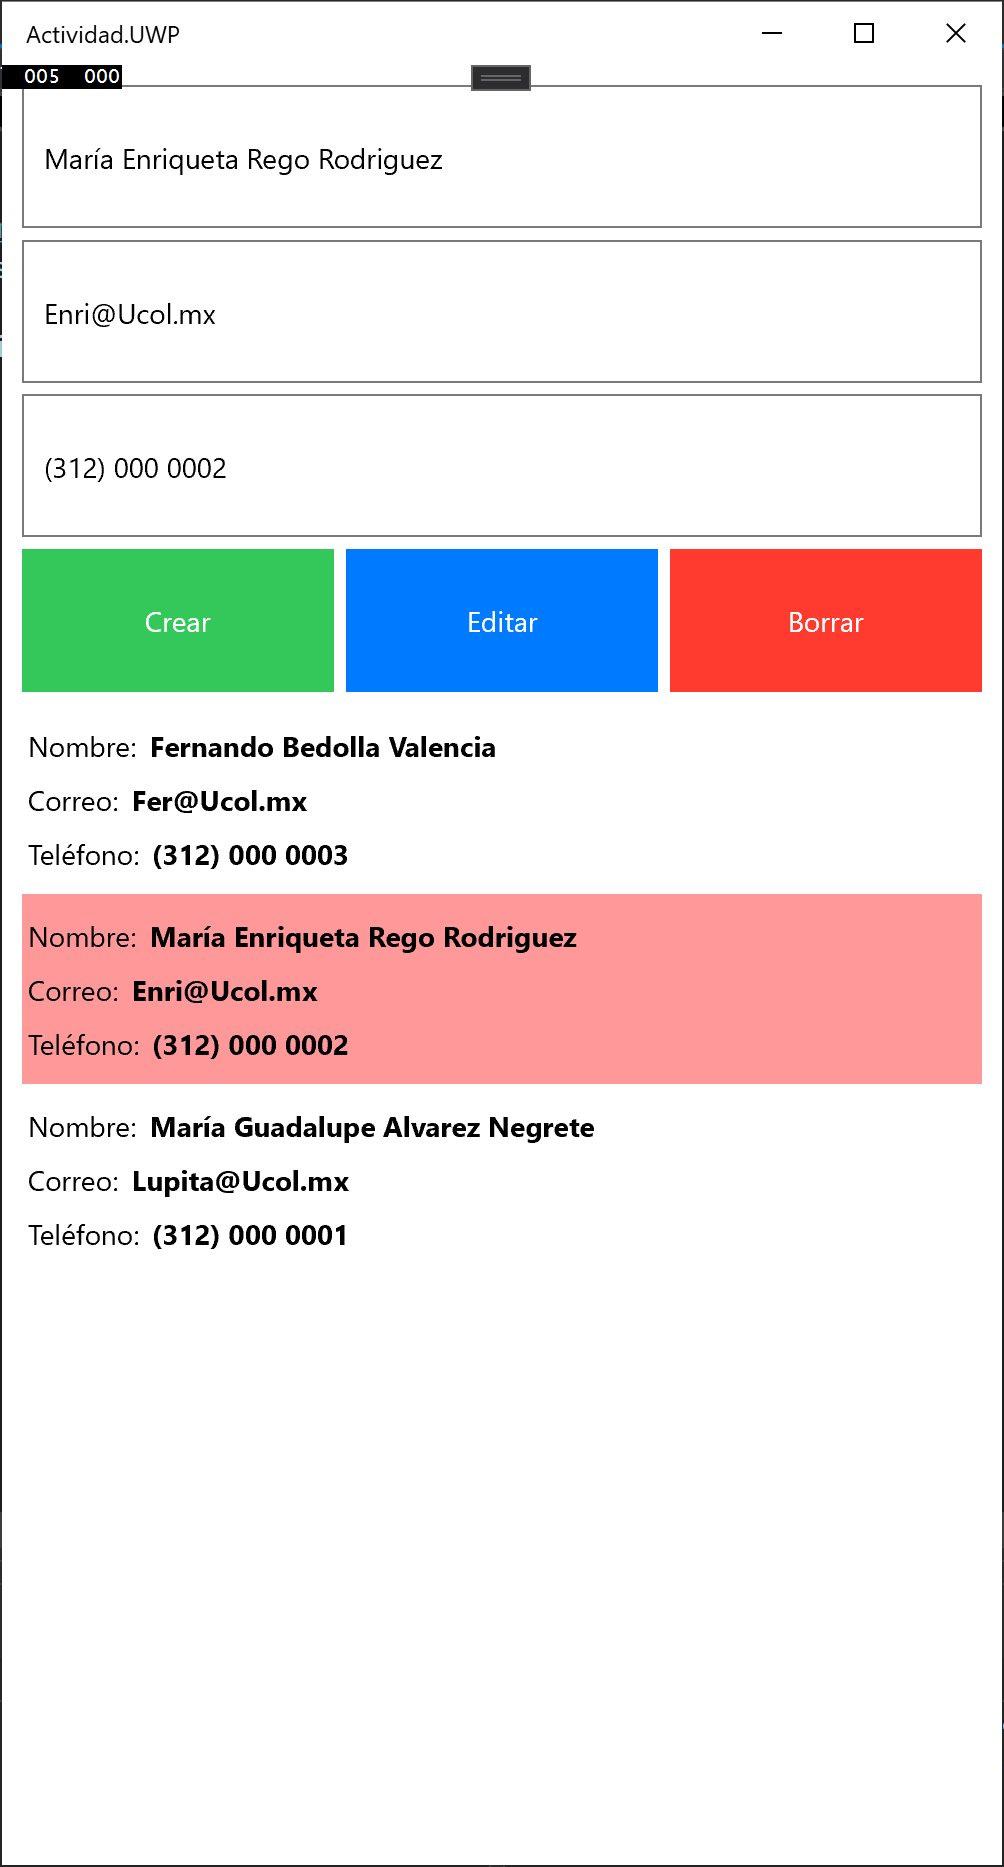 Actividad.UWP
005 000
María Enriqueta Rego Rodriguez
Enri@Ucol.mx
(312) 000 0002
Crear Editar Borrar
Nombre: Fernando Bedolla Valencia
Correo: Fer@Ucol.mx
Teléfono: (312) 000 0003
Nombre: María Enriqueta Rego Rodriguez
Correo: Enri@Ucol.mx
Teléfono: (312) 000 0002
Nombre: María Guadalupe Alvarez Negrete
Correo: Lupita@Ucol.mx
Teléfono: (312) 000 0001